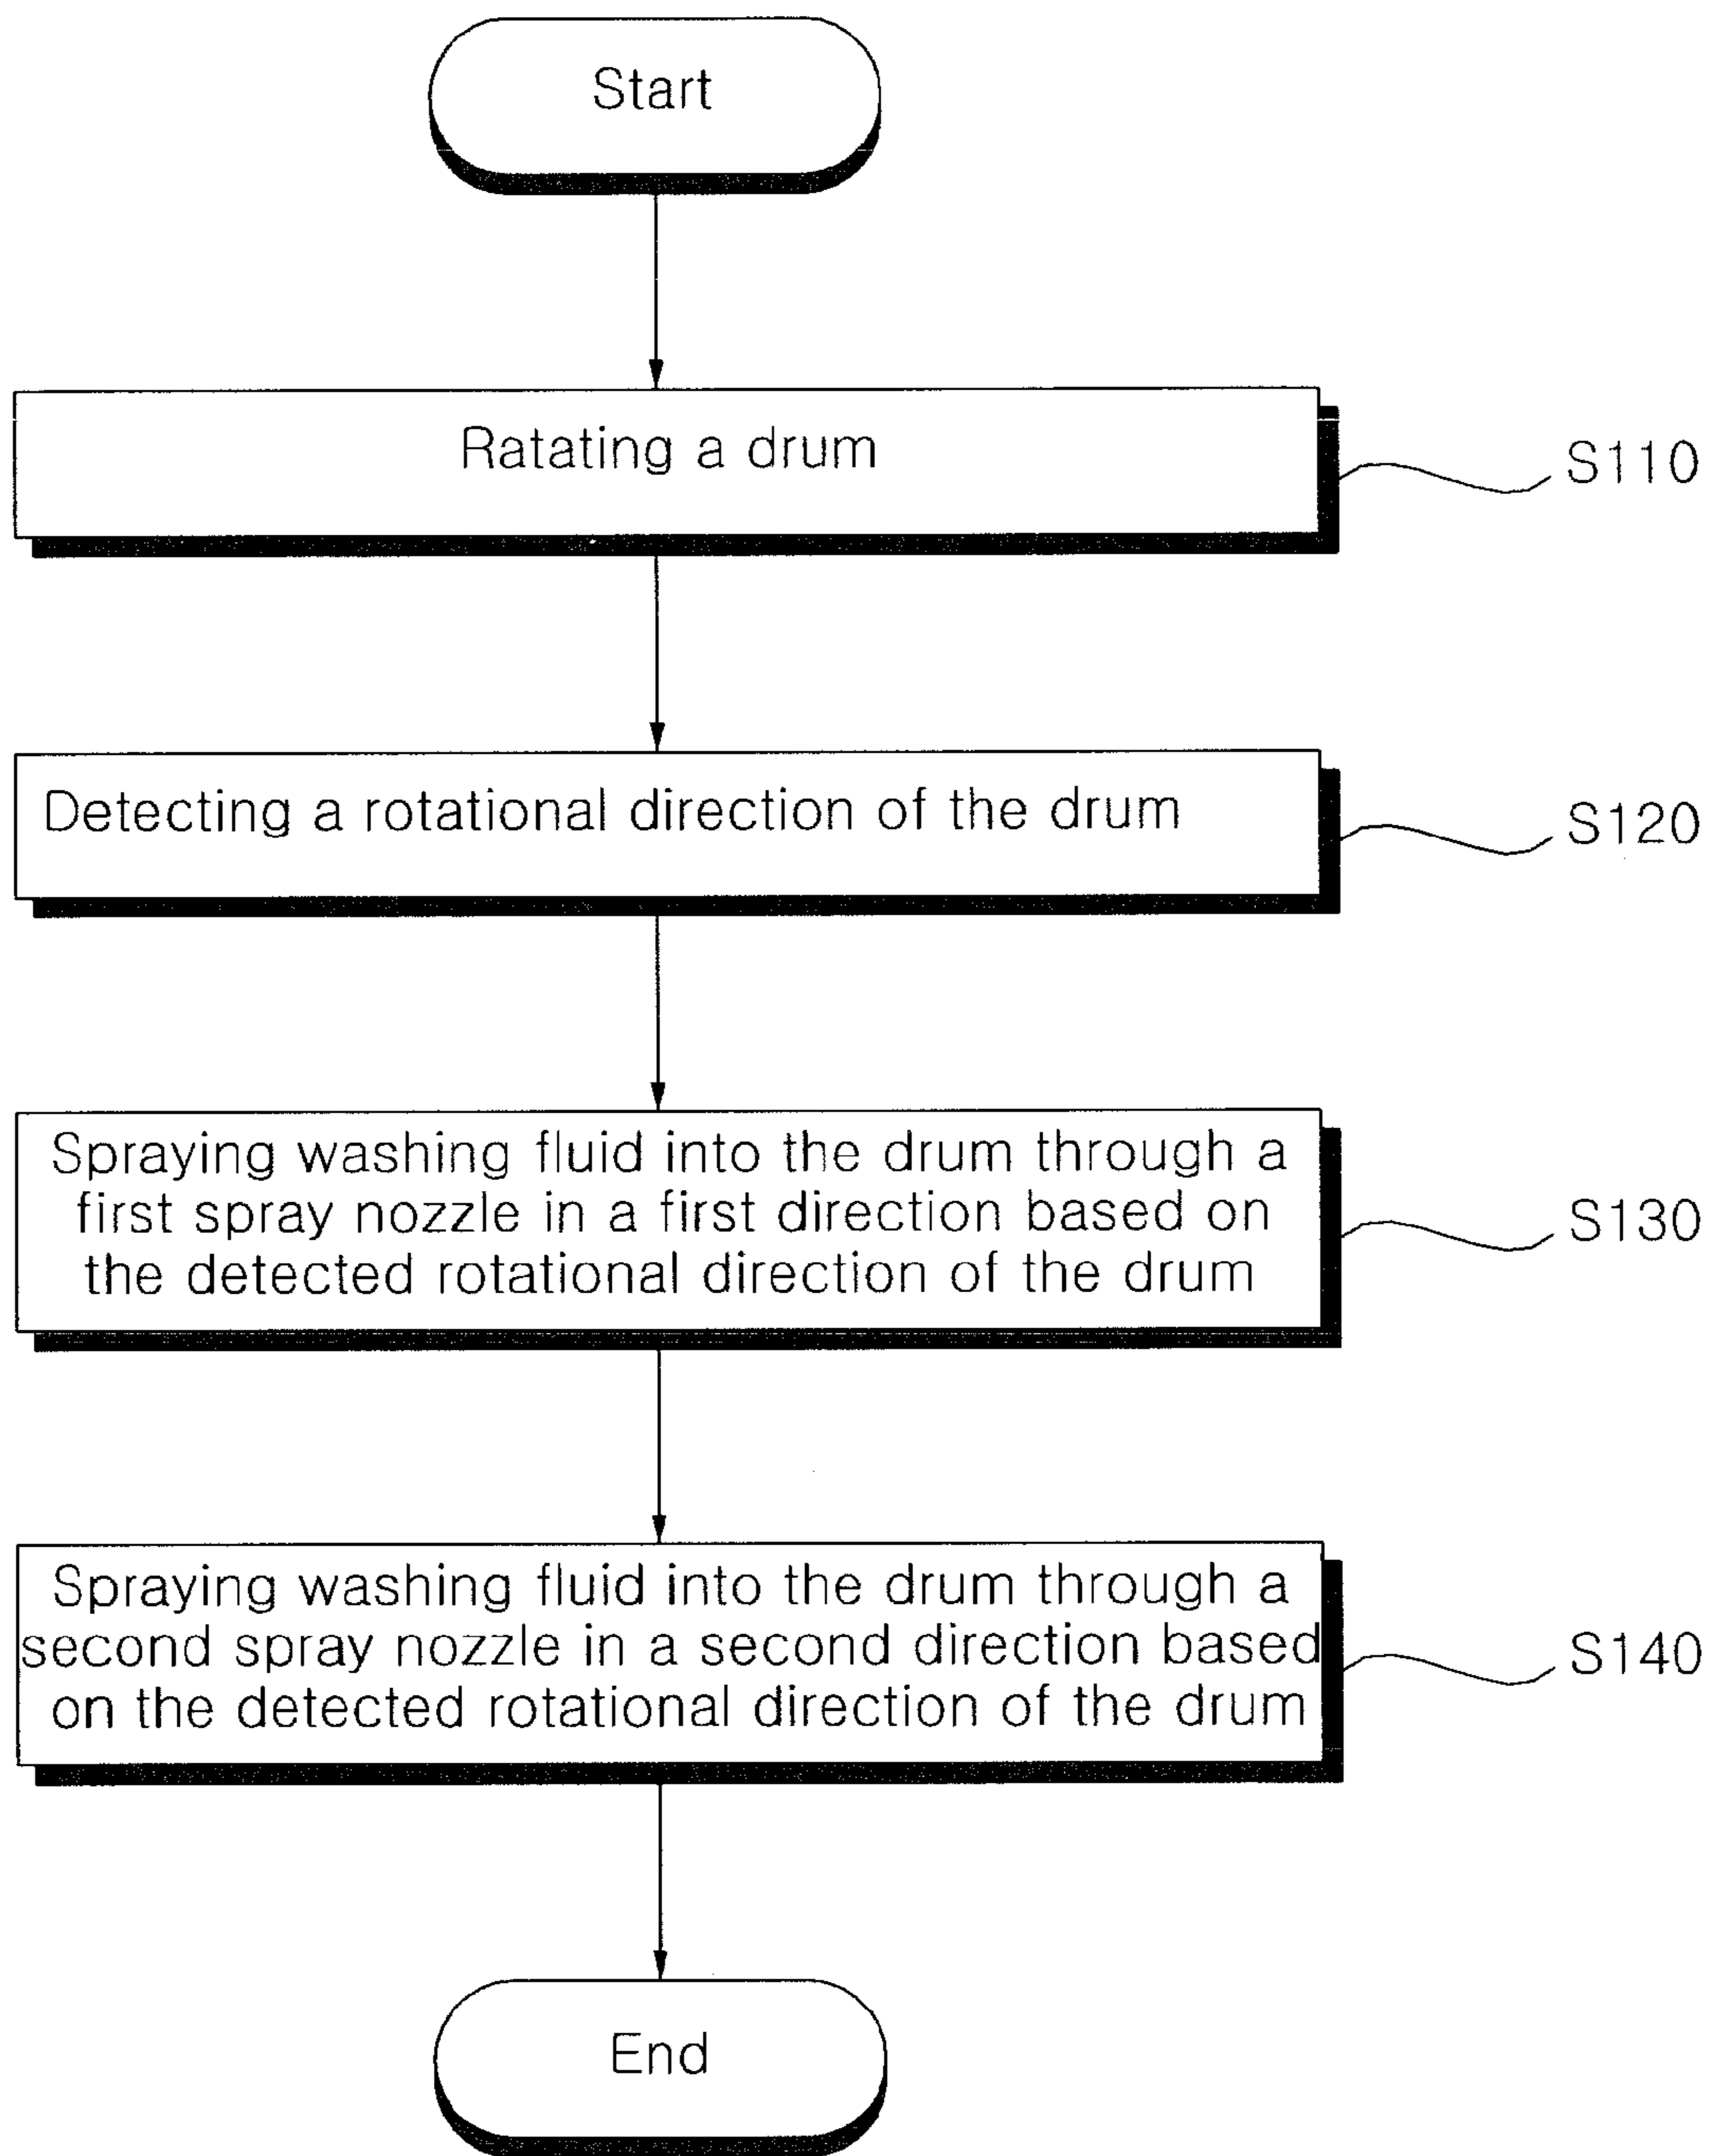 Start
Ratating a drum
S110
Detecting a rotational direction of the drum
S120
Spraying washing fluid into the drum through a
first spray nozzle in a first direction based on
the detected rotational direction of the drum
S130
Spraying washing fluid into the drum through a
second spray nozzle in a second direction based
on the detected rotational direction of the drum
S140
End